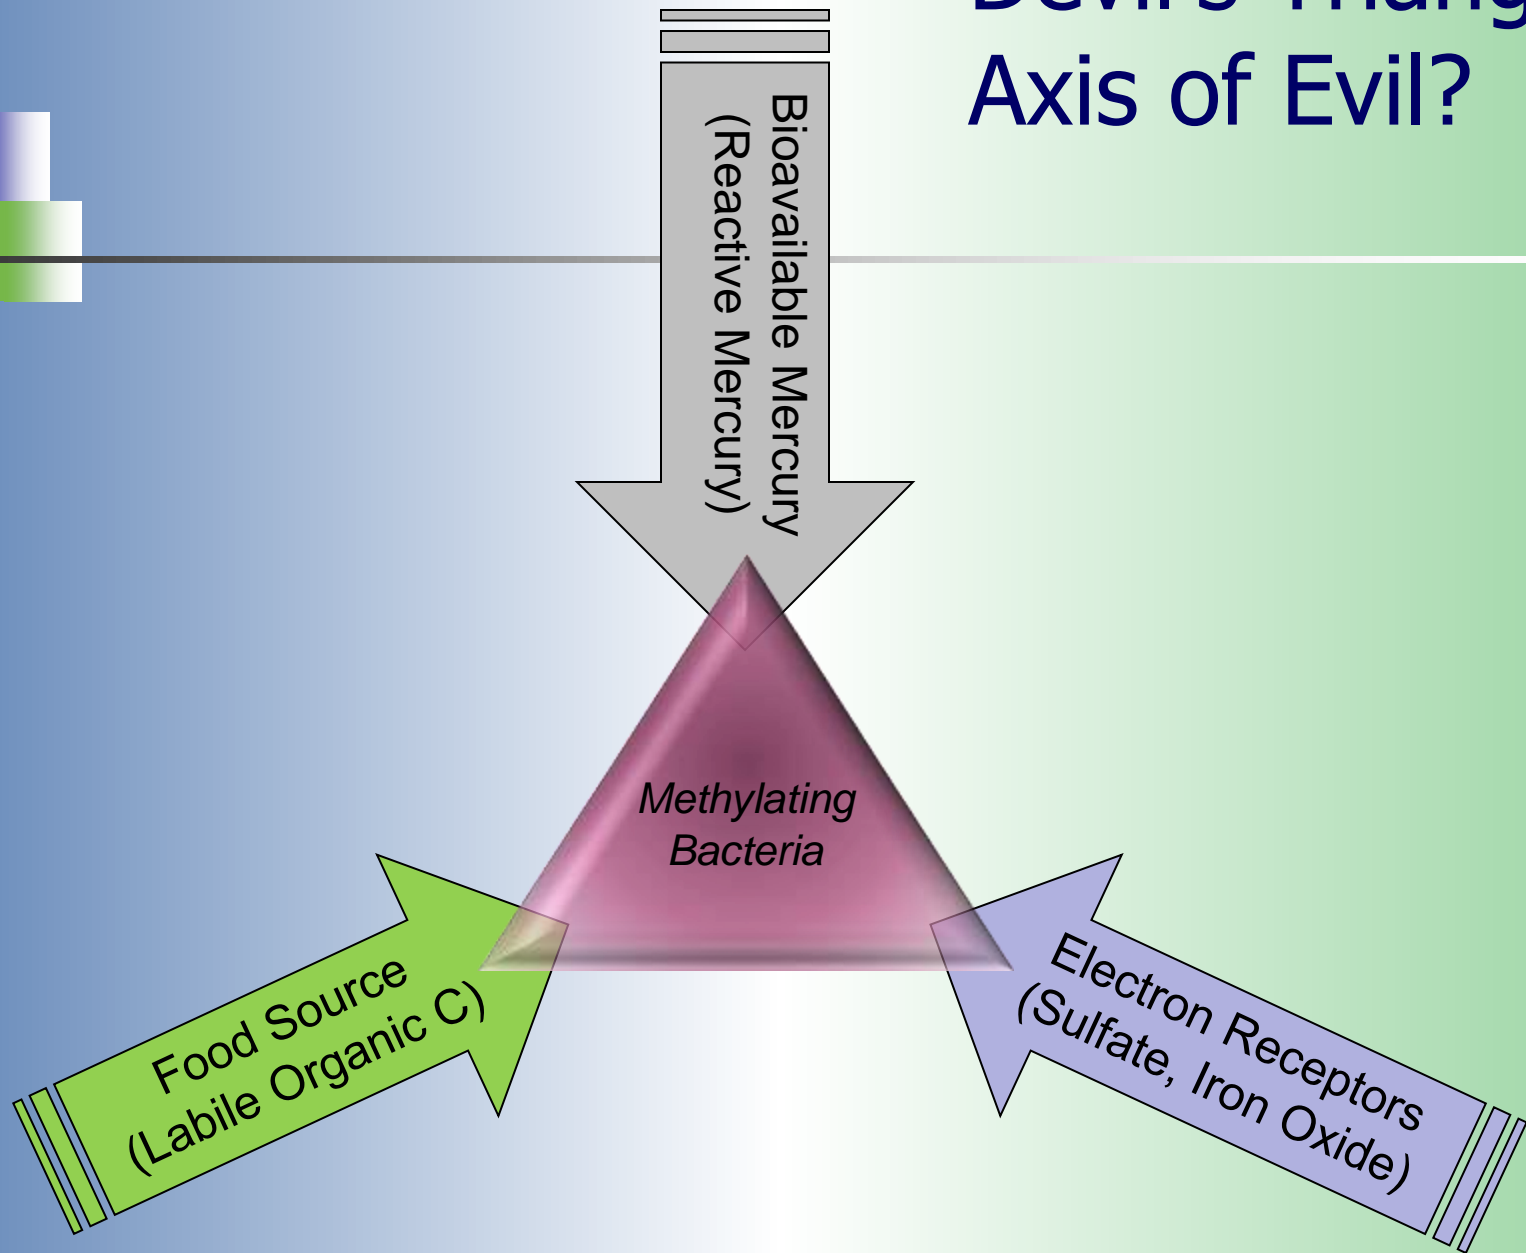 Axis of Evil?
Bioavailable Mercury
(Reactive Mercury)
Methylating
Bacteria
Food Source
(Labile Organic C)
Electron Receptors
(Sulfate, Iron Oxide)